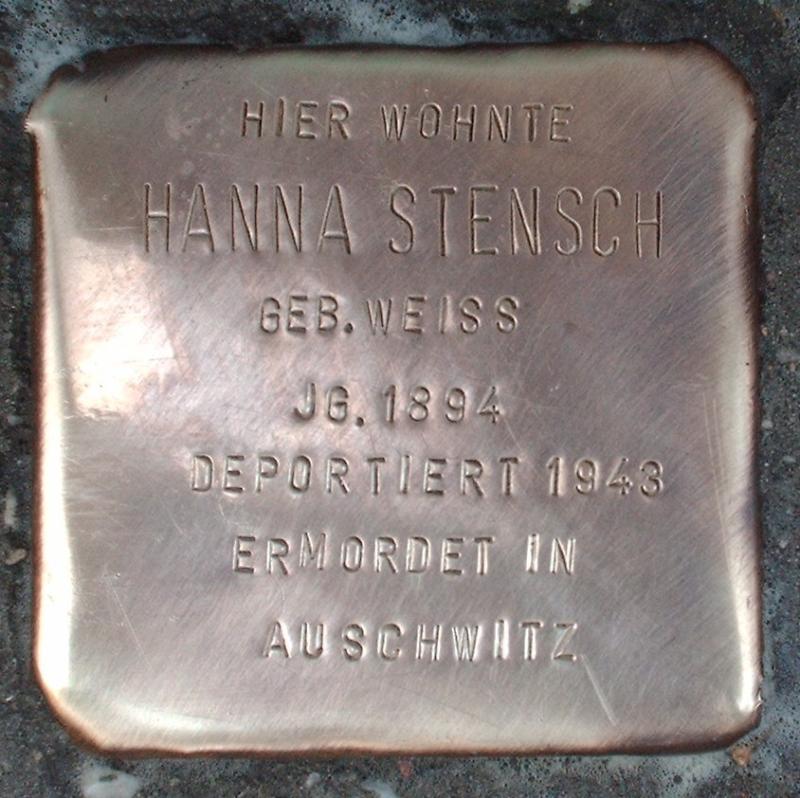 HIER WOHNTE
HANNA STENSCH
GEB. WEISS
JG. 1894
DEPORTIERT 1943
ERMORDET IN
AUSCHWITZ